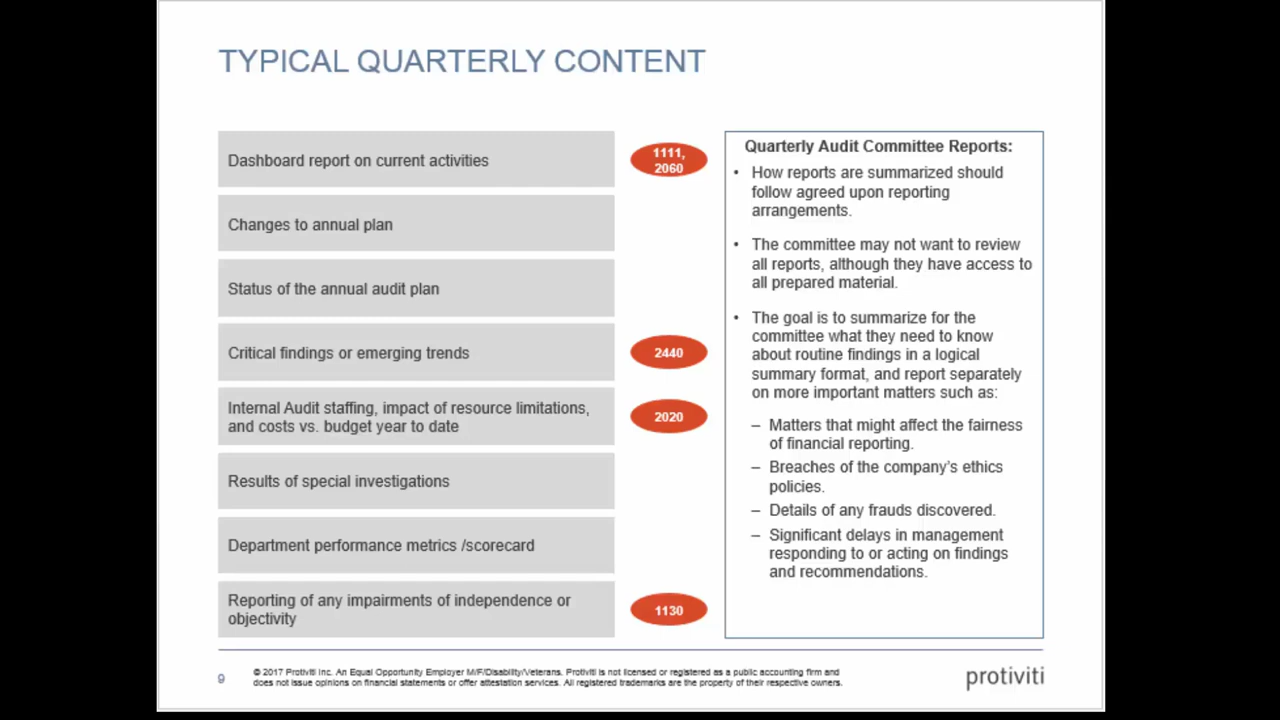 TYPICAL QUARTERLY CONTENT
Dashboard report on current activities
1111,
2060
Changes to annual plan
Status of the annual audit plan
Critical findings or emerging trends
2440
Internal Audit staffing, impact of resource limitations,
and costs vs. budget year to date
2020
Results of special investigations
Department performance metrics /scorecard
Reporting of any impairments of independence or
objectivity
1130
Quarterly Audit Committee Reports:
• How reports are summarized should
follow agreed upon reporting
arrangements.
• The committee may not want to review
all reports, although they have access to
all prepared material.
• The goal is to summarize for the
committee what they need to know
about routine findings in a logical
summary format, and report separately
on more important matters such as:
– Matters that might affect the fairness
of financial reporting.
– Breaches of the company's ethics
policies.
– Details of any frauds discovered.
– Significant delays in management
responding to or acting on findings
and recommendations.
9
© 2017 Protiviti Inc. An Equal Opportunity Employer M/F/Disability/Veterans. Protiviti is not licensed or registered as a public accounting firm and
does not issue opinions on financial statements or offer attestation services. All registered trademarks are the property of their respective owners.
protiviti